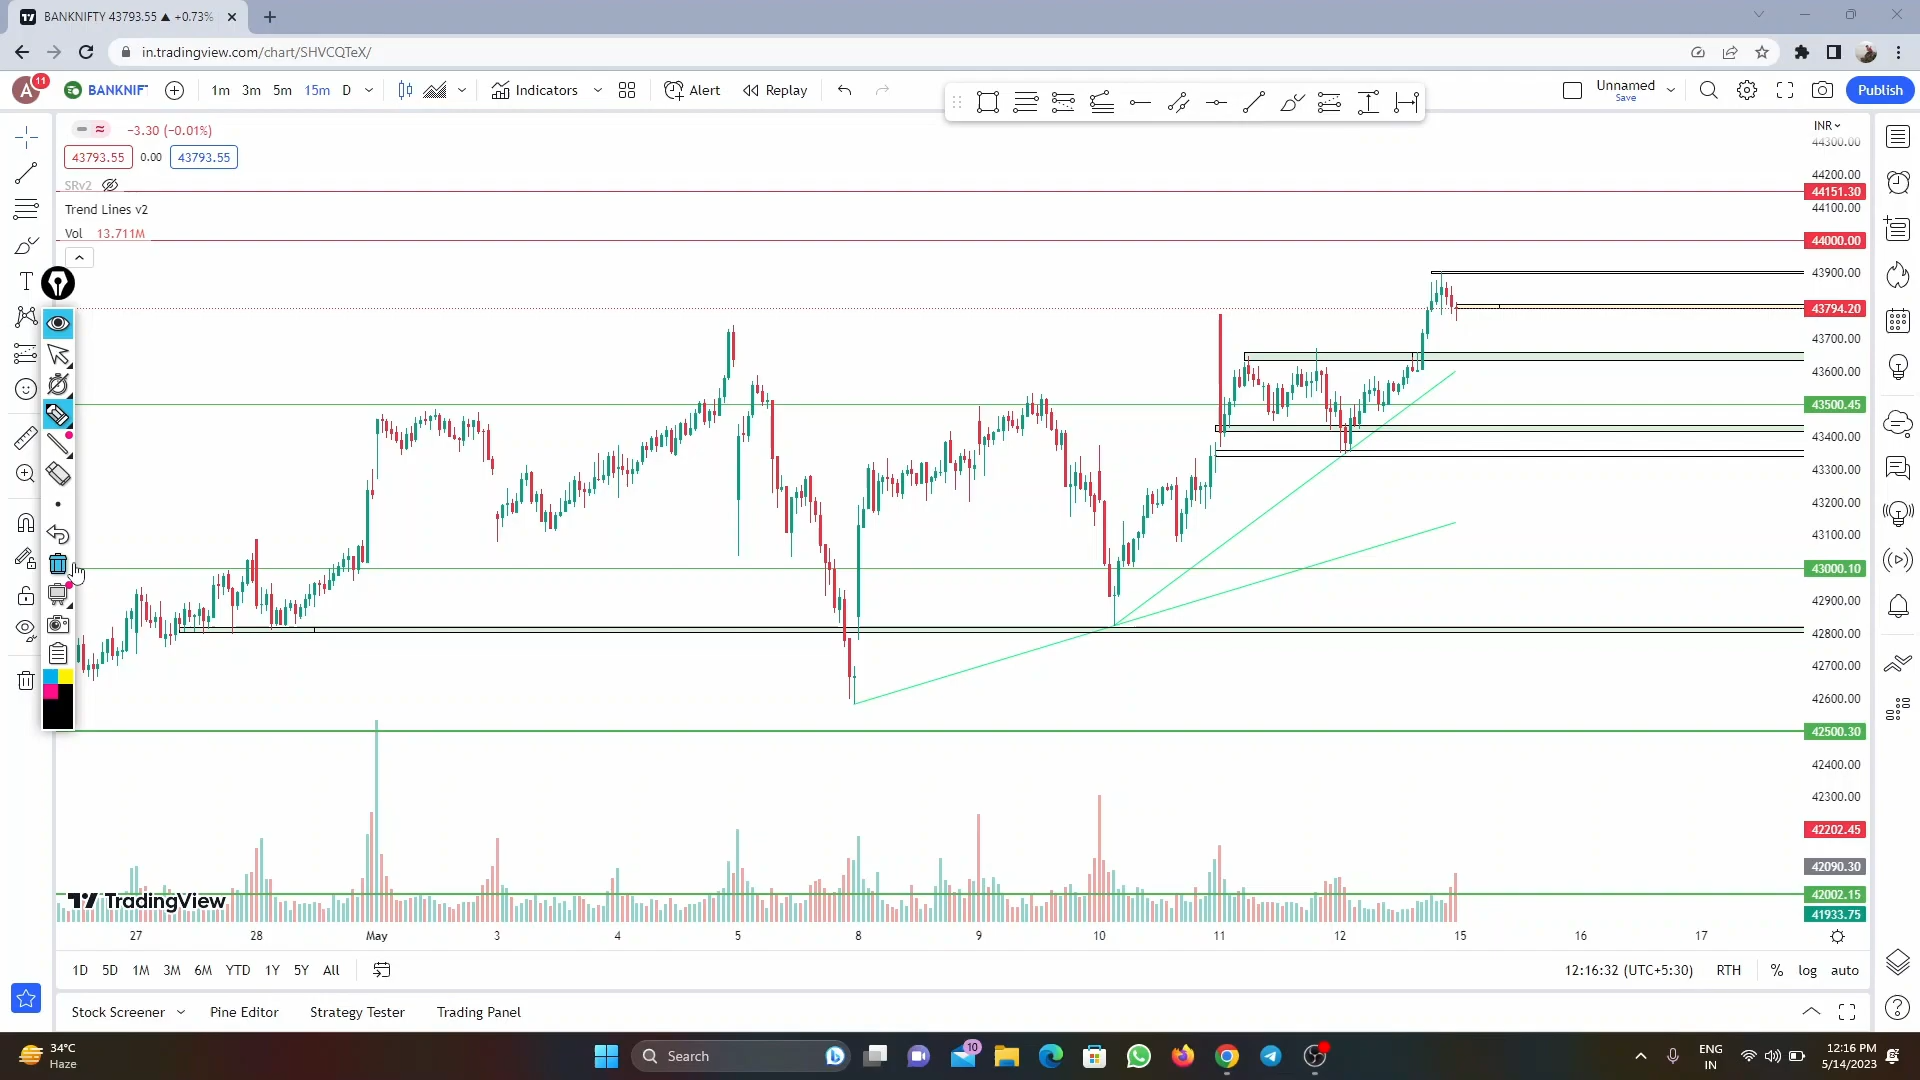 BANKNIFTY 43793.55 ▲ +0.73%
in.tradingview.com/chart/SHVCQTeX/
A 11 BANKNIF 1m 3m 5m 15m D Indicators Alert Replay Unnamed Save Publish
−3.30 (−0.01%)
43793.55 0.00 43793.55
SRv2
Trend Lines v2
Vol 13.711M
T
INR
44300.00
44200.00
44151.30
44100.00
44000.00
43900.00
43794.20
43700.00
43600.00
43500.45
43400.00
43300.00
43200.00
43100.00
43000.10
42900.00
42800.00
42700.00
42600.00
42500.30
42400.00
42300.00
42202.45
42090.30
42002.15
41933.75
TradingView
27 28 May 3 4 5 8 9 10 11 12 15 16 17
1D 5D 1M 3M 6M YTD 1Y 5Y All 12:16:32 (UTC+5:30) RTH % log auto
Stock Screener Pine Editor Strategy Tester Trading Panel
34°C
Haze
Search
10
ENG
IN
12:16 PM
5/14/2023